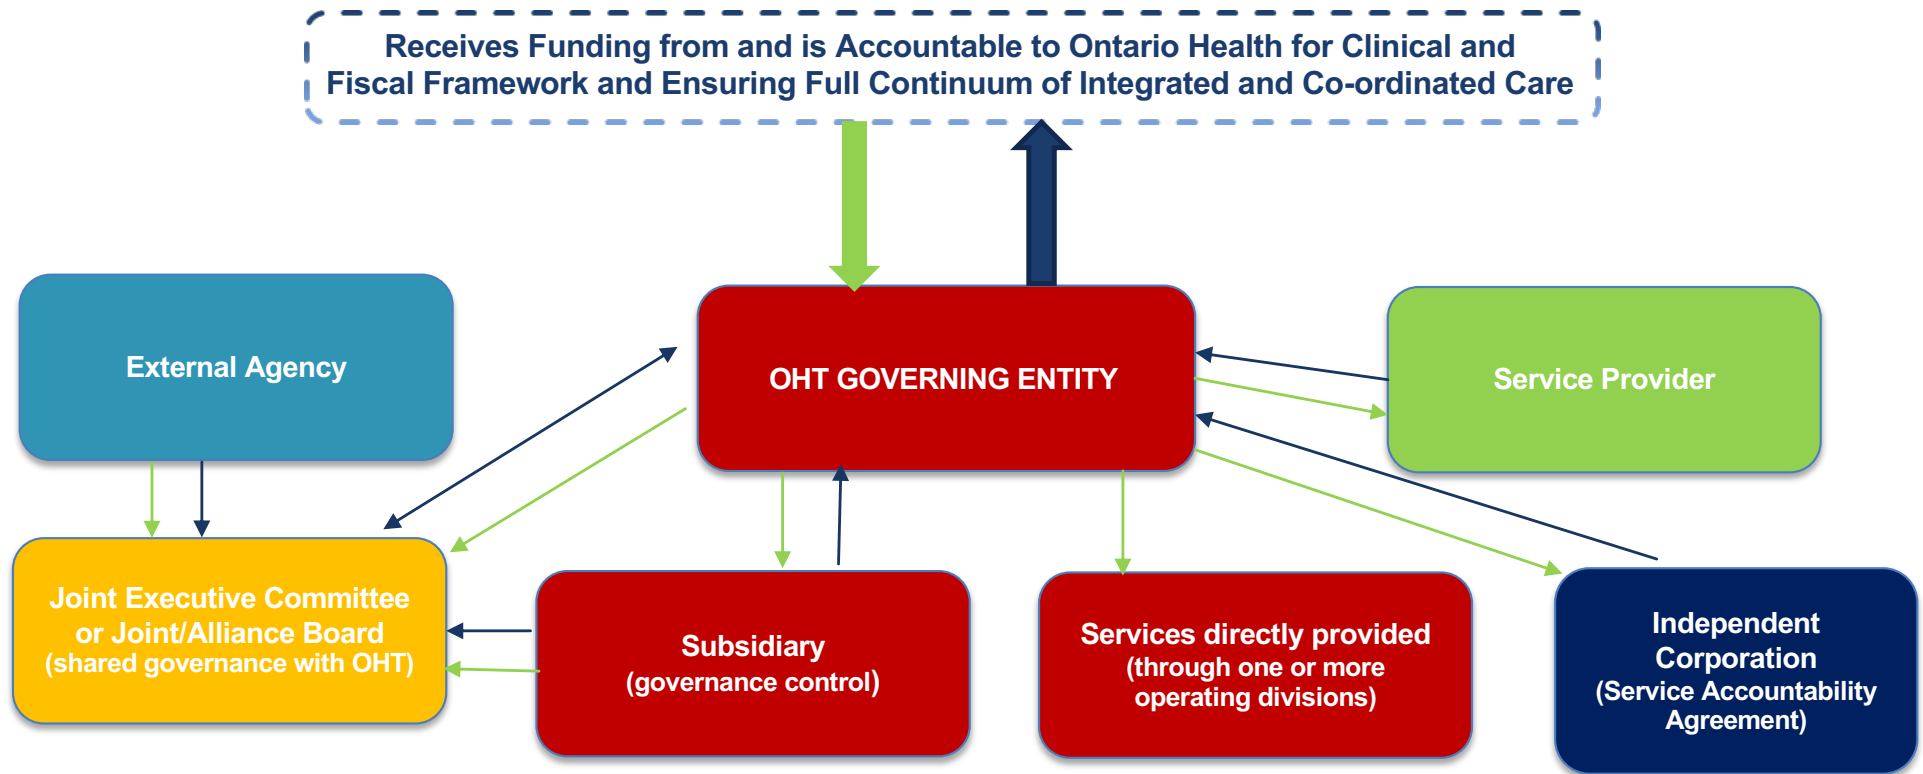 Receives Funding from and is Accountable to Ontario Health for Clinical and
Fiscal Framework and Ensuring Full Continuum of Integrated and Co-ordinated Care
External Agency
OHT GOVERNING ENTITY
Service Provider
Joint Executive Committee
or Joint/Alliance Board
(shared governance with OHT)
Subsidiary
(governance control)
Services directly provided
(through one or more
operating divisions)
Independent
Corporation
(Service Accountability
Agreement)